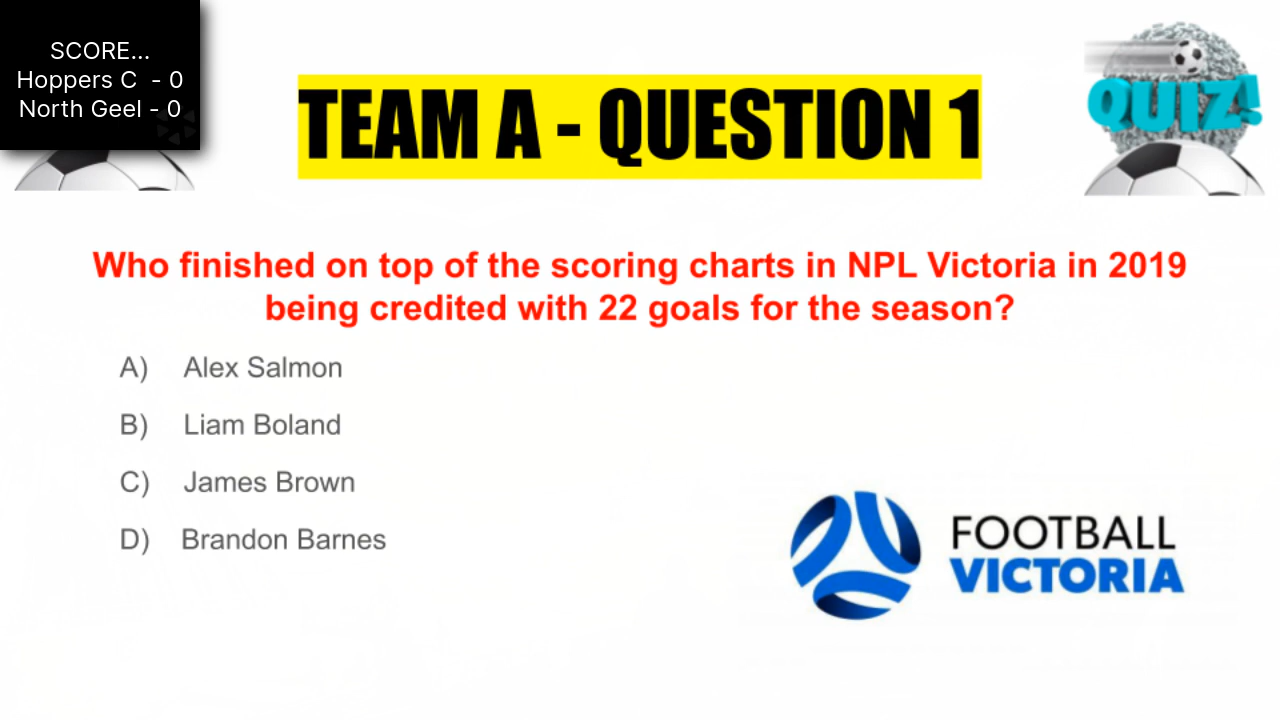 SCORE...
Hoppers C - 0
North Geel - 0
TEAM A - QUESTION 1
QUIZ!
Who finished on top of the scoring charts in NPL Victoria in 2019
being credited with 22 goals for the season?
A) Alex Salmon
B) Liam Boland
C) James Brown
D) Brandon Barnes
FOOTBALL
VICTORIA